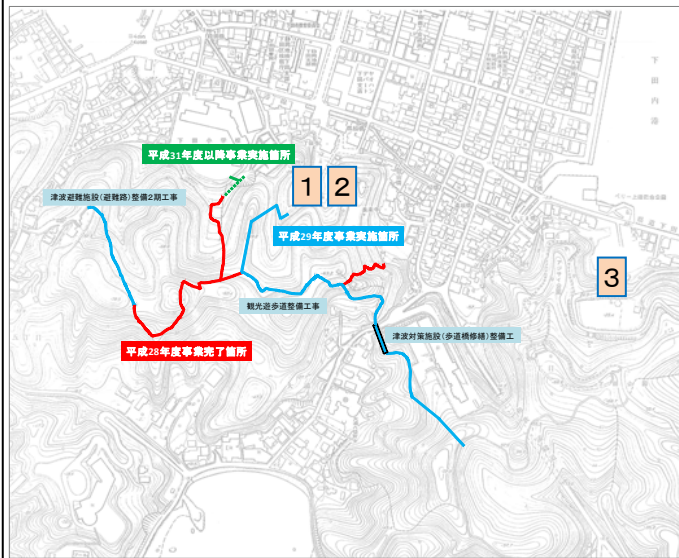 下田内港
平成31年度以降事業実施箇所
1 2
津波避難施設(避難路)整備2期工事
平成29年度事業実施箇所
3
観光遊歩道整備工事
津波対策施設(歩道橋修繕)整備工
平成28年度事業完了箇所